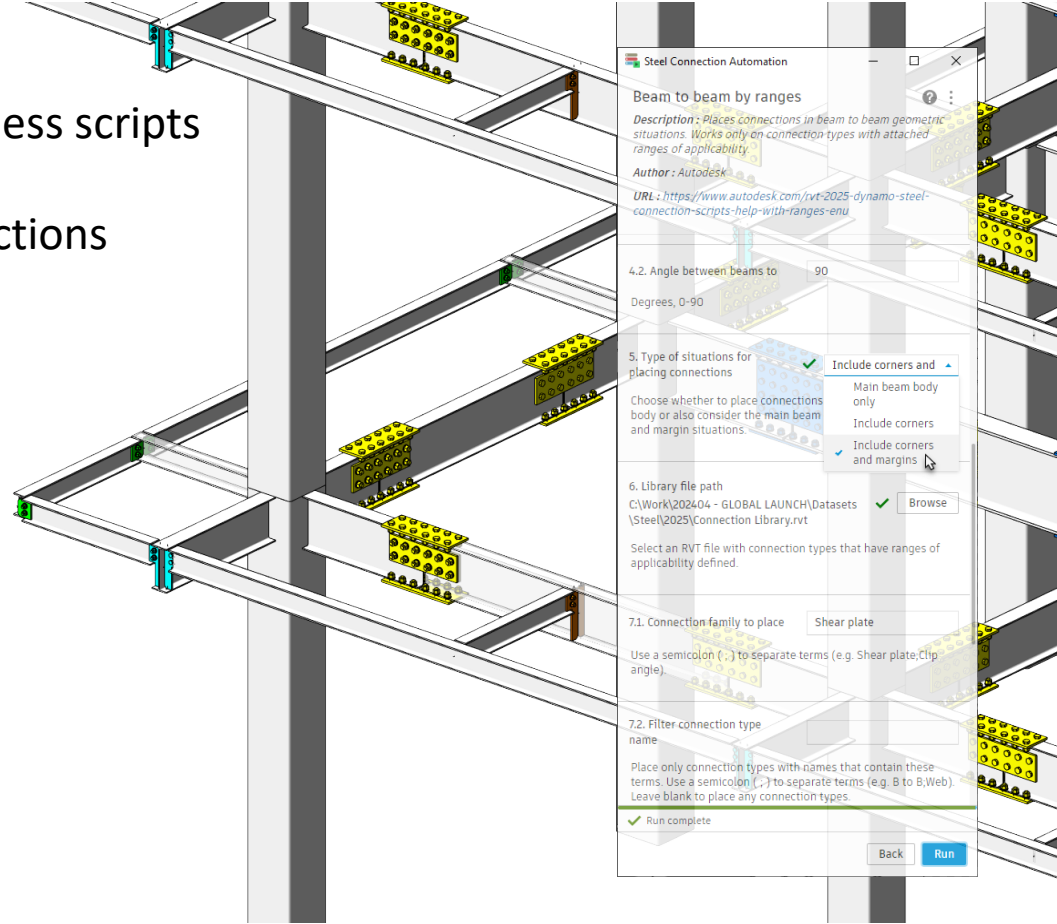 ess scripts
ctions
Steel Connection Automation
Beam to beam by ranges
Description : Places connections in beam to beam geometric
situations. Works only on connection types with attached
ranges of applicability.
Author : Autodesk
URL : https://www.autodesk.com/rvt-2025-dynamo-steel-
connection-scripts-help-with-ranges-enu
4.2. Angle between beams to
90
Degrees, 0-90
5. Type of situations for
placing connections
Include corners and
Choose whether to place connections
body or also consider the main beam
and margin situations.
Main beam body
only
Include corners
Include corners
and margins
6. Library file path
C:\Work\202404 - GLOBAL LAUNCH\Datasets
\Steel\2025\Connection Library.rvt
Browse
Select an RVT file with connection types that have ranges of
applicability defined.
7.1. Connection family to place
Shear plate
Use a semicolon ( ; ) to separate terms (e.g. Shear plate;Clip
angle).
7.2. Filter connection type
name
Place only connection types with names that contain these
terms. Use a semicolon ( ; ) to separate terms (e.g. B to B;Web).
Leave blank to place any connection types.
Run complete
Back
Run